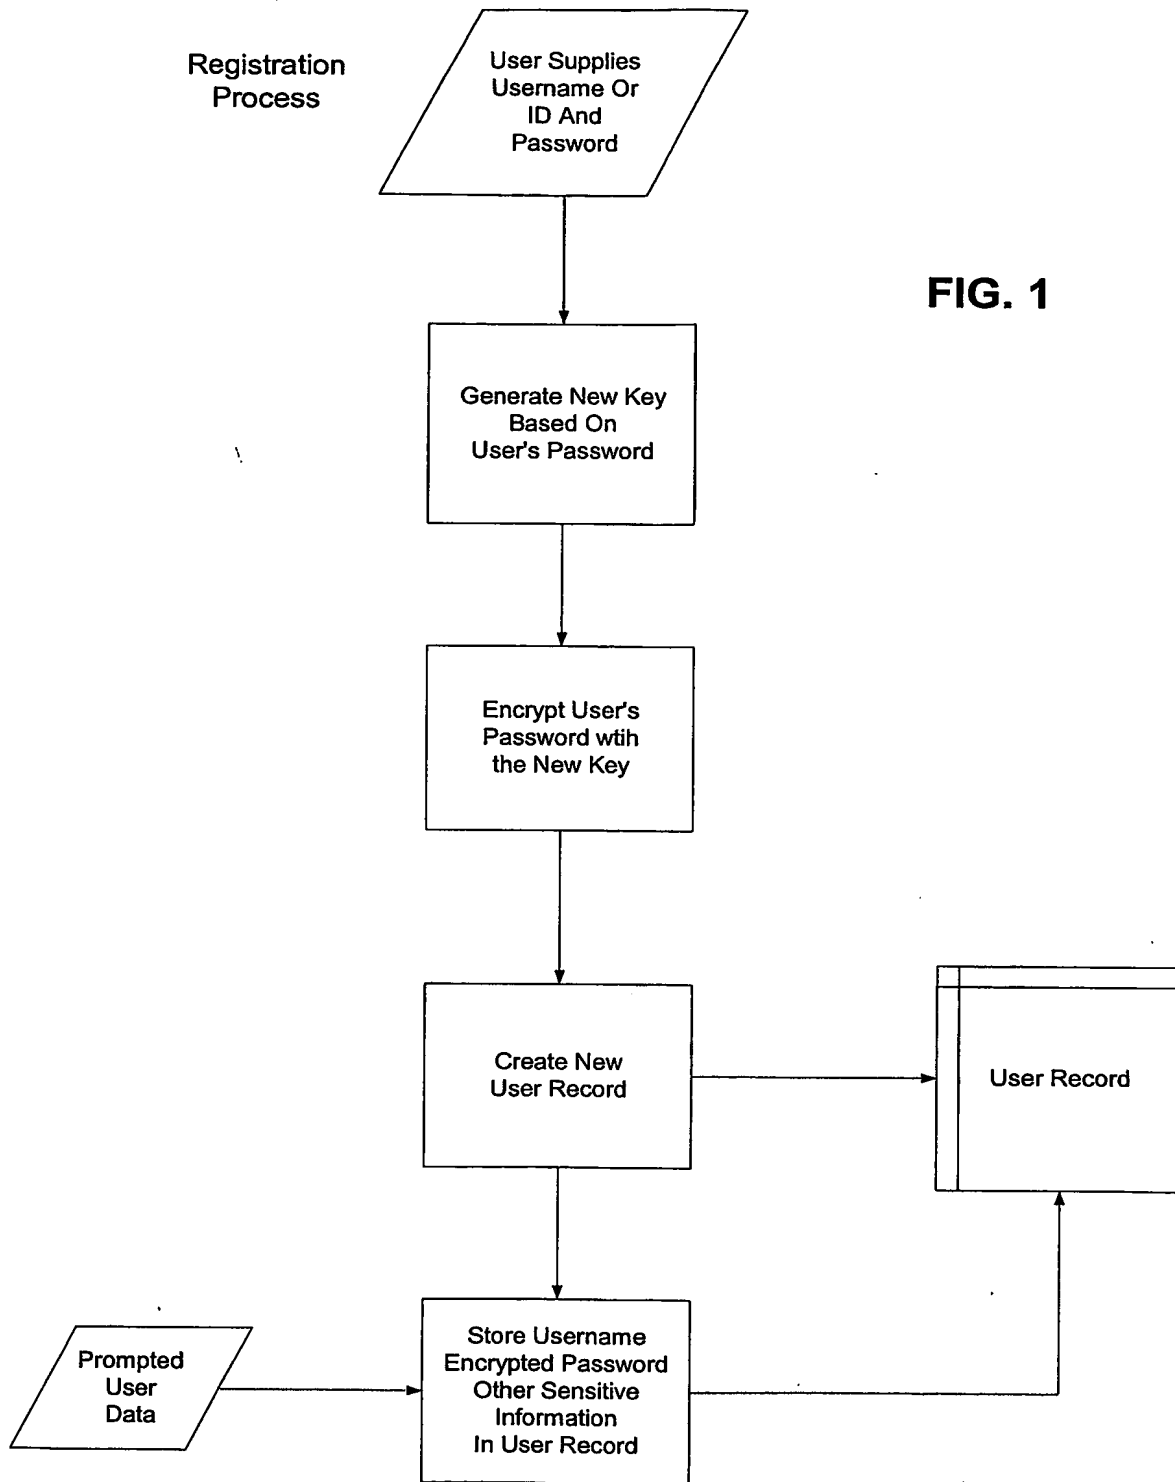 Registration
Process
User Supplies
Username Or
ID And
Password
FIG. 1
Generate New Key
Based On
User's Password
Encrypt User's
Password wtih
the New Key
Create New
User Record
User Record
Prompted
User
Data
Store Username
Encrypted Password
Other Sensitive
Information
In User Record